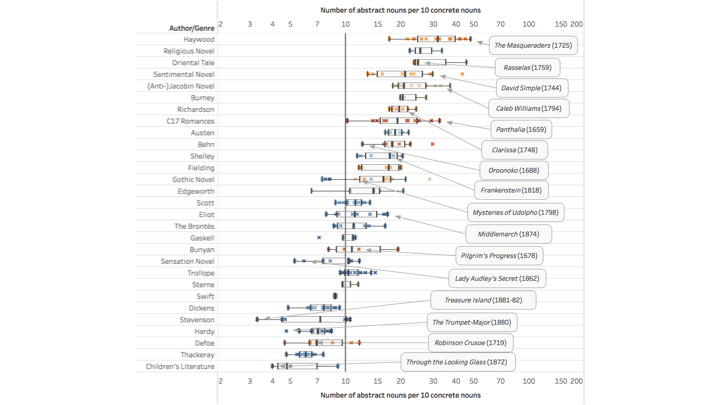 Number of abstract nouns per 10 concrete nouns
2 3 4 5 7 10 15 20 30 40 50 70 100 150 200
Author/Genre
Haywood
The Masqueraders (1725)
Religious Novel
Oriental Tale
Rasselas (1759)
Sentimental Novel
David Simple (1744)
(Anti-)Jacobin Novel
Burney
Caleb Williams (1794)
Richardson
C17 Romances
Panthalia (1659)
Austen
Behn
Clarissa (1748)
Shelley
Fielding
Oroonoko (1688)
Gothic Novel
Edgeworth
Frankenstein (1818)
Scott
Eliot
Mysteries of Udolpho (1798)
The Brontës
Middlemarch (1874)
Gaskell
Bunyan
Pilgrim's Progress (1678)
Sensation Novel
Trollope
Lady Audley's Secret (1862)
Sterne
Swift
Treasure Island (1881-82)
Dickens
Stevenson
The Trumpet-Major (1880)
Hardy
Defoe
Robinson Crusoe (1719)
Thackeray
Children's Literature
Through the Looking Glass (1872)
2 3 4 5 7 10 15 20 30 40 50 70 100 150 200
Number of abstract nouns per 10 concrete nouns